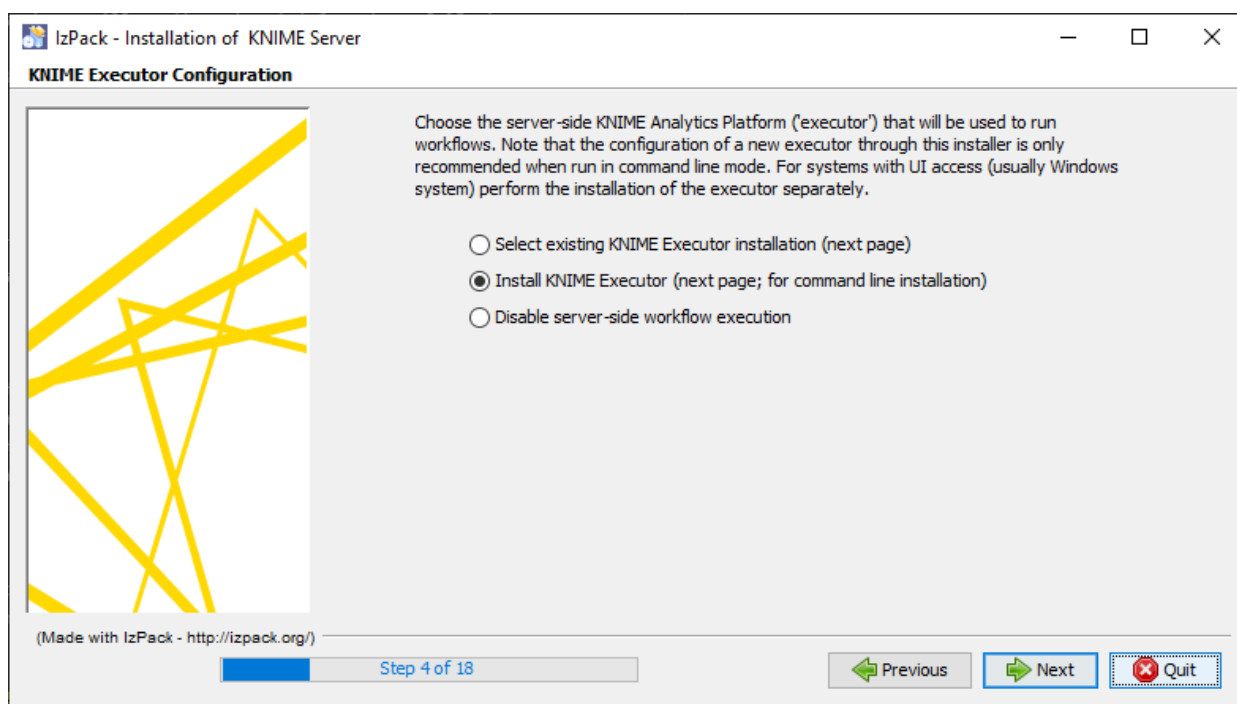 IzPack - Installation of  KNIME Server
KNIME Executor Configuration
Choose the server-side KNIME Analytics Platform ('executor') that will be used to run
workflows. Note that the configuration of a new executor through this installer is only
recommended when run in command line mode. For systems with UI access (usually Windows
system) perform the installation of the executor separately.
Select existing KNIME Executor installation (next page)
Install KNIME Executor (next page; for command line installation)
Disable server-side workflow execution
(Made with IzPack - http://izpack.org/)
Step 4 of 18
Previous
Next
Quit